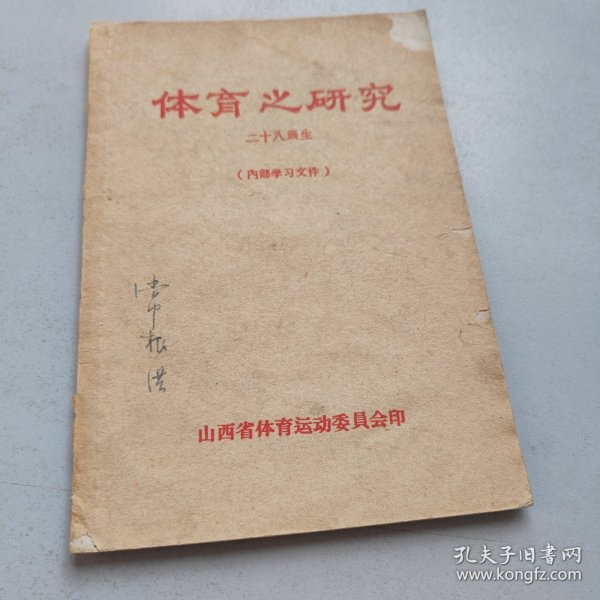 体育之研究
二十八画生
(内部学习文件)
山西省体育运动委員会印
孔夫子旧书网
www.kongfz.com